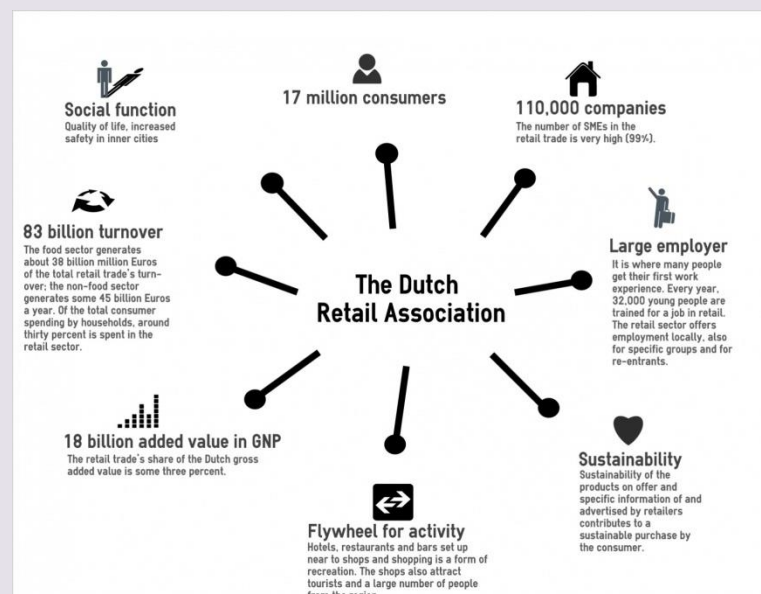 17 million consumers
Social function
Quality of life, increased
safety in inner cities
110,000 companies
The number of SMEs in the
retail trade is very high (99%).
83 billion turnover
The food sector generates
about 38 billion million Euros
of the total retail trade's turn-
over; the non-food sector
generates some 45 billion Euros
a year. Of the total consumer
spending by households, around
thirty percent is spent in the
retail sector.
Large employer
It is where many people
get their first work
experience. Every year,
32,000 young people are
trained for a job in retail.
The retail sector offers
employment locally, also
for specific groups and for
re-entrants.
The Dutch
Retail Association
18 billion added value in GNP
The retail trade's share of the Dutch gross
added value is some three percent.
Sustainability
Sustainability of the
products on offer and
specific information of and
advertised by retailers
contributes to a
sustainable purchase by
the consumer.
Flywheel for activity
Hotels, restaurants and bars set up
near to shops and shopping is a form of
recreation. The shops also attract
tourists and a large number of people
from the region